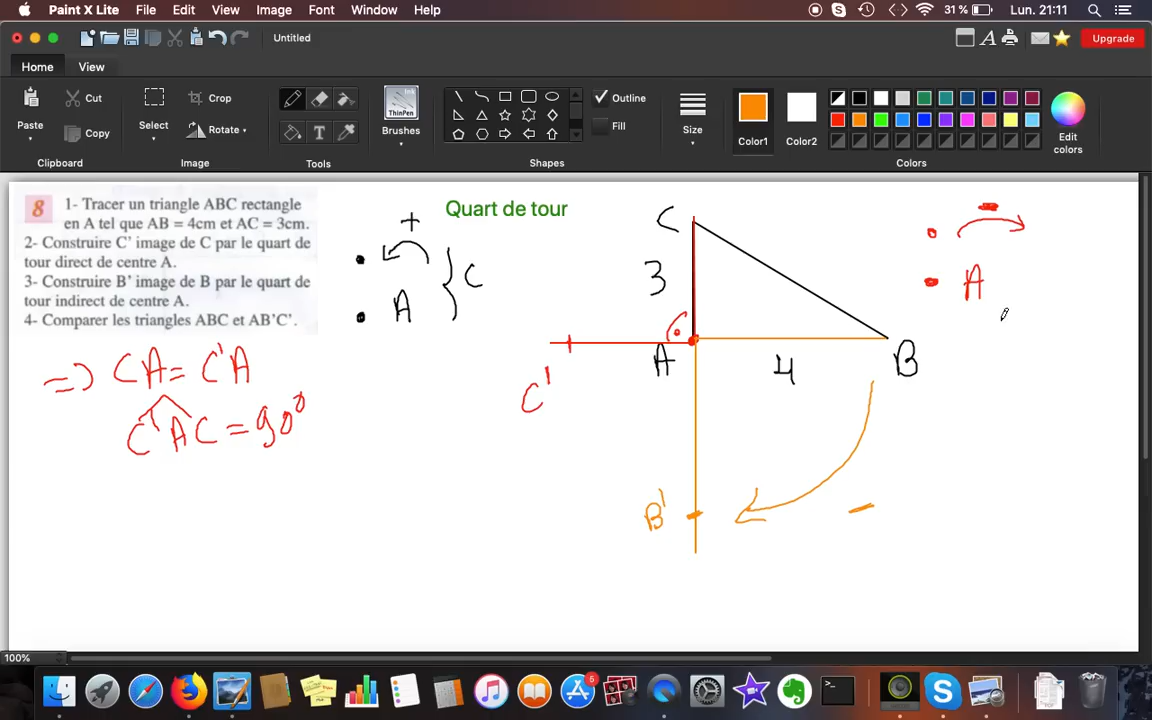 Paint X Lite File Edit View Image Font Window Help 31 % Lun. 21:11
Untitled
Upgrade
Home View
Paste Cut Copy
Clipboard
Select Crop Rotate
Image
T
Tools
Ink ThinPen
Brushes
Outline
Fill
Shapes
Size
Color1 Color2
Edit colors
Colors
8 1- Tracer un triangle ABC rectangle
en A tel que AB = 4cm et AC = 3cm.
2- Construire C' image de C par le quart de
tour direct de centre A.
3- Construire B' image de B par le quart de
tour indirect de centre A.
4- Comparer les triangles ABC et AB'C'.
Quart de tour
+
A } C
C
3
A 4 B
C'
B'
-
- 
A
=> CA = C'A
C'AC = 90°
100%
5